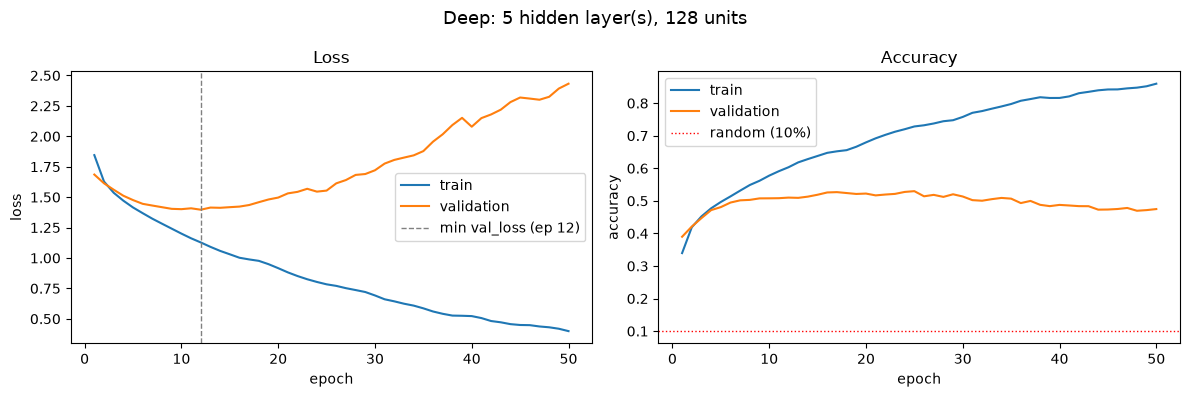 Deep: 5 hidden layer(s), 128 units
Loss
2.50
2.25
2.00
1.75
1.50
1.25
1.00
0.75
0.50
loss
train
validation
min val_loss (ep 12)
0 10 20 30 40 50
epoch
Accuracy
train
validation
random (10%)
0.8
0.7
0.6
0.5
0.4
0.3
0.2
0.1
accuracy
0 10 20 30 40 50
epoch